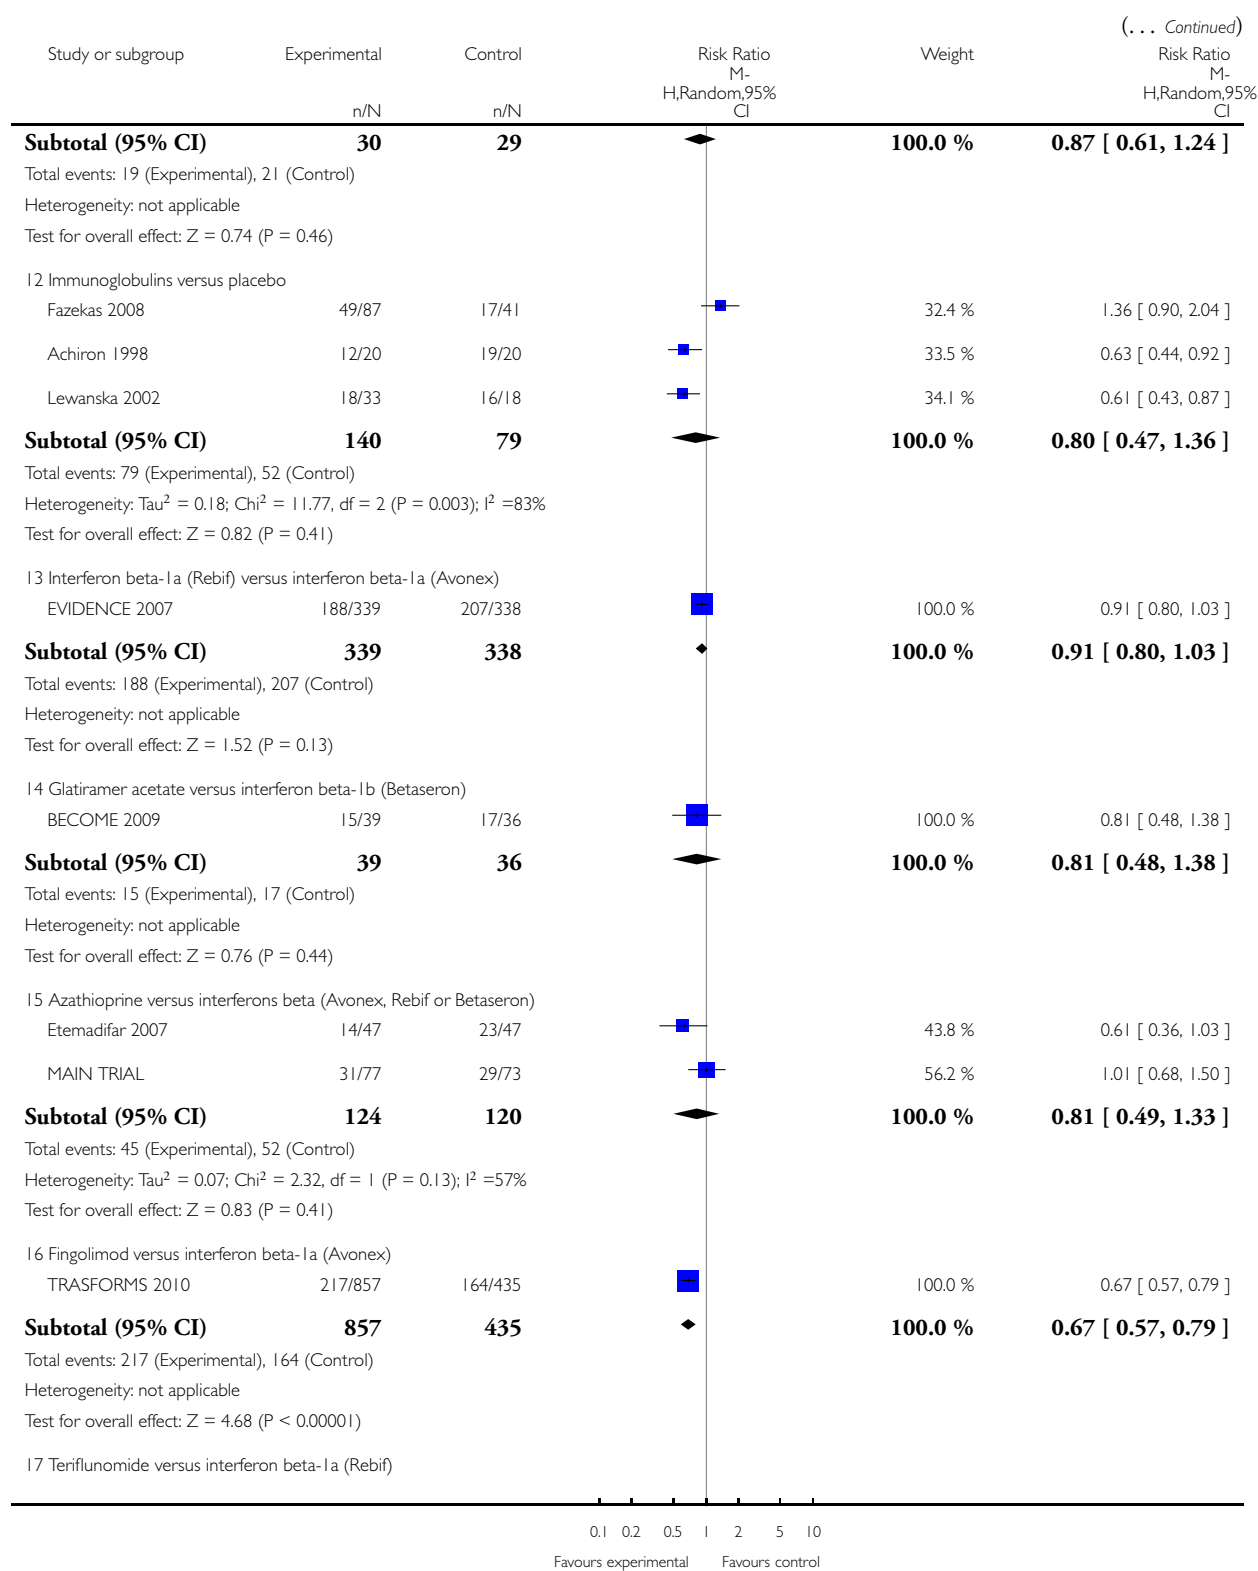 (... Continued)
Study or subgroup Experimental Control Risk Ratio Weight Risk Ratio
M- M-
H,Random,95% H,Random,95%
n/N n/N CI CI
Subtotal (95% CI) 30 29 100.0 % 0.87 [ 0.61, 1.24 ]
Total events: 19 (Experimental), 21 (Control)
Heterogeneity: not applicable
Test for overall effect: Z = 0.74 (P = 0.46)
12 Immunoglobulins versus placebo
Fazekas 2008 49/87 17/41 32.4 % 1.36 [ 0.90, 2.04 ]
Achiron 1998 12/20 19/20 33.5 % 0.63 [ 0.44, 0.92 ]
Lewanska 2002 18/33 16/18 34.1 % 0.61 [ 0.43, 0.87 ]
Subtotal (95% CI) 140 79 100.0 % 0.80 [ 0.47, 1.36 ]
Total events: 79 (Experimental), 52 (Control)
Heterogeneity: Tau² = 0.18; Chi² = 11.77, df = 2 (P = 0.003); I² =83%
Test for overall effect: Z = 0.82 (P = 0.41)
13 Interferon beta-1a (Rebif) versus interferon beta-1a (Avonex)
EVIDENCE 2007 188/339 207/338 100.0 % 0.91 [ 0.80, 1.03 ]
Subtotal (95% CI) 339 338 100.0 % 0.91 [ 0.80, 1.03 ]
Total events: 188 (Experimental), 207 (Control)
Heterogeneity: not applicable
Test for overall effect: Z = 1.52 (P = 0.13)
14 Glatiramer acetate versus interferon beta-1b (Betaseron)
BECOME 2009 15/39 17/36 100.0 % 0.81 [ 0.48, 1.38 ]
Subtotal (95% CI) 39 36 100.0 % 0.81 [ 0.48, 1.38 ]
Total events: 15 (Experimental), 17 (Control)
Heterogeneity: not applicable
Test for overall effect: Z = 0.76 (P = 0.44)
15 Azathioprine versus interferons beta (Avonex, Rebif or Betaseron)
Etemadifar 2007 14/47 23/47 43.8 % 0.61 [ 0.36, 1.03 ]
MAIN TRIAL 31/77 29/73 56.2 % 1.01 [ 0.68, 1.50 ]
Subtotal (95% CI) 124 120 100.0 % 0.81 [ 0.49, 1.33 ]
Total events: 45 (Experimental), 52 (Control)
Heterogeneity: Tau² = 0.07; Chi² = 2.32, df = 1 (P = 0.13); I² =57%
Test for overall effect: Z = 0.83 (P = 0.41)
16 Fingolimod versus interferon beta-1a (Avonex)
TRASFORMS 2010 217/857 164/435 100.0 % 0.67 [ 0.57, 0.79 ]
Subtotal (95% CI) 857 435 100.0 % 0.67 [ 0.57, 0.79 ]
Total events: 217 (Experimental), 164 (Control)
Heterogeneity: not applicable
Test for overall effect: Z = 4.68 (P < 0.00001)
17 Teriflunomide versus interferon beta-1a (Rebif)
0.1 0.2 0.5 1 2 5 10
Favours experimental Favours control